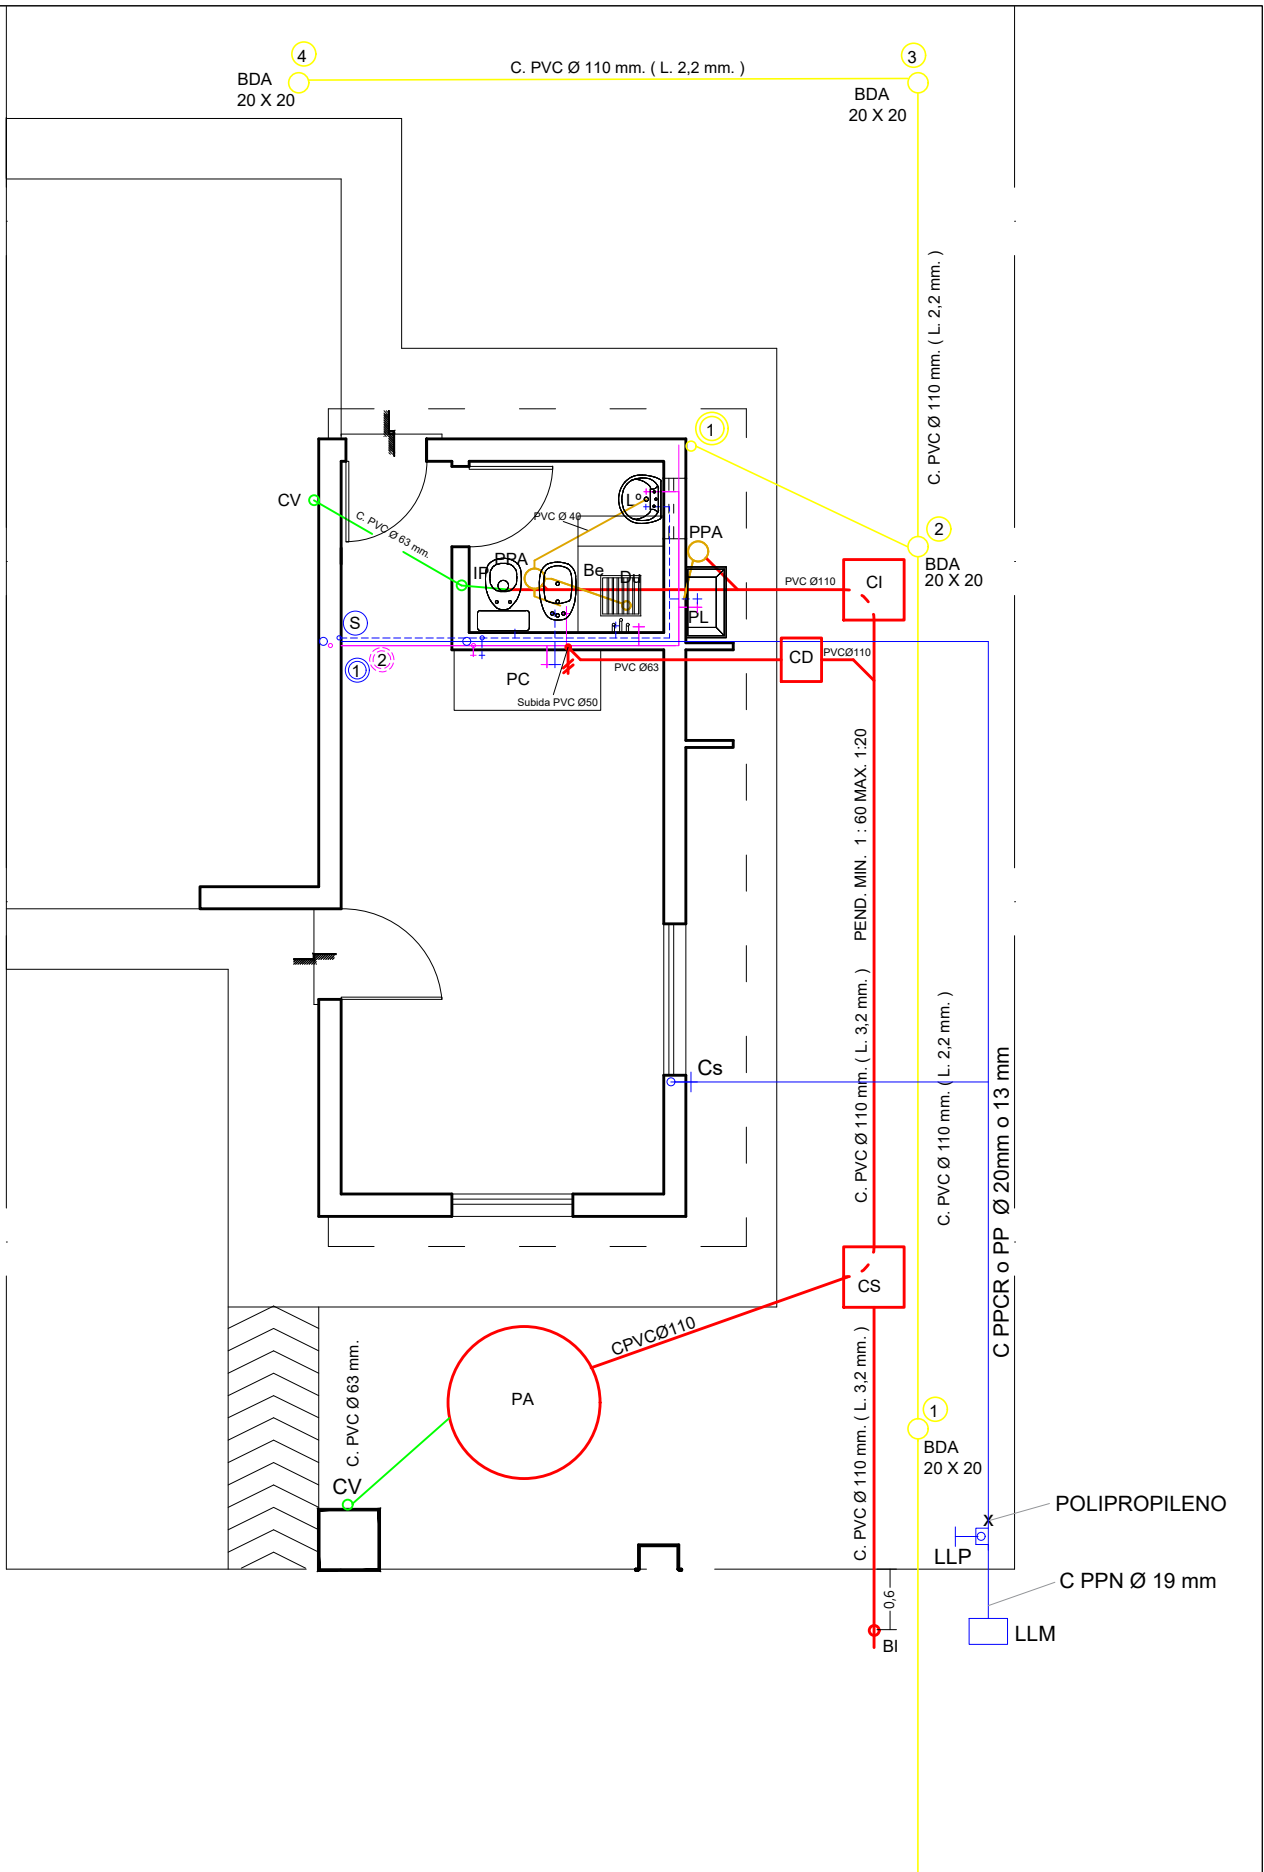 4
C. PVC Ø 110 mm. ( L. 2,2 mm. )
3
BDA
20 X 20
BDA
20 X 20
C. PVC Ø 110 mm. ( L. 2,2 mm. )
1
2
BDA
20 X 20
CV
C. PVC Ø 63 mm.
L
PVC Ø 40
PPA
PPA
IP
Be
Du
PL
PVC Ø110
CI
S
1
2
PC
Subida PVC Ø50
PVC Ø63
CD
PVCØ110
PEND. MIN. 1 : 60 MAX. 1:20
C. PVC Ø 110 mm. ( L. 3,2 mm. )
C. PVC Ø 110 mm. ( L. 2,2 mm. )
C PPCR o PP Ø 20mm o 13 mm
Cs
CS
CPVCØ110
PA
C. PVC Ø 63 mm.
CV
C. PVC Ø 110 mm. ( L. 3,2 mm. )
1
BDA
20 X 20
POLIPROPILENO
X
LLP
C PPN Ø 19 mm
LLM
0,6
BI